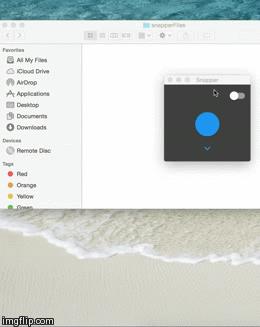 snapperFiles
Favorites
All My Files
iCloud Drive
AirDrop
Applications
Desktop
Documents
Downloads
Devices
Remote Disc
Tags
Red
Orange
Yellow
Green
Snapper
imgflip.com